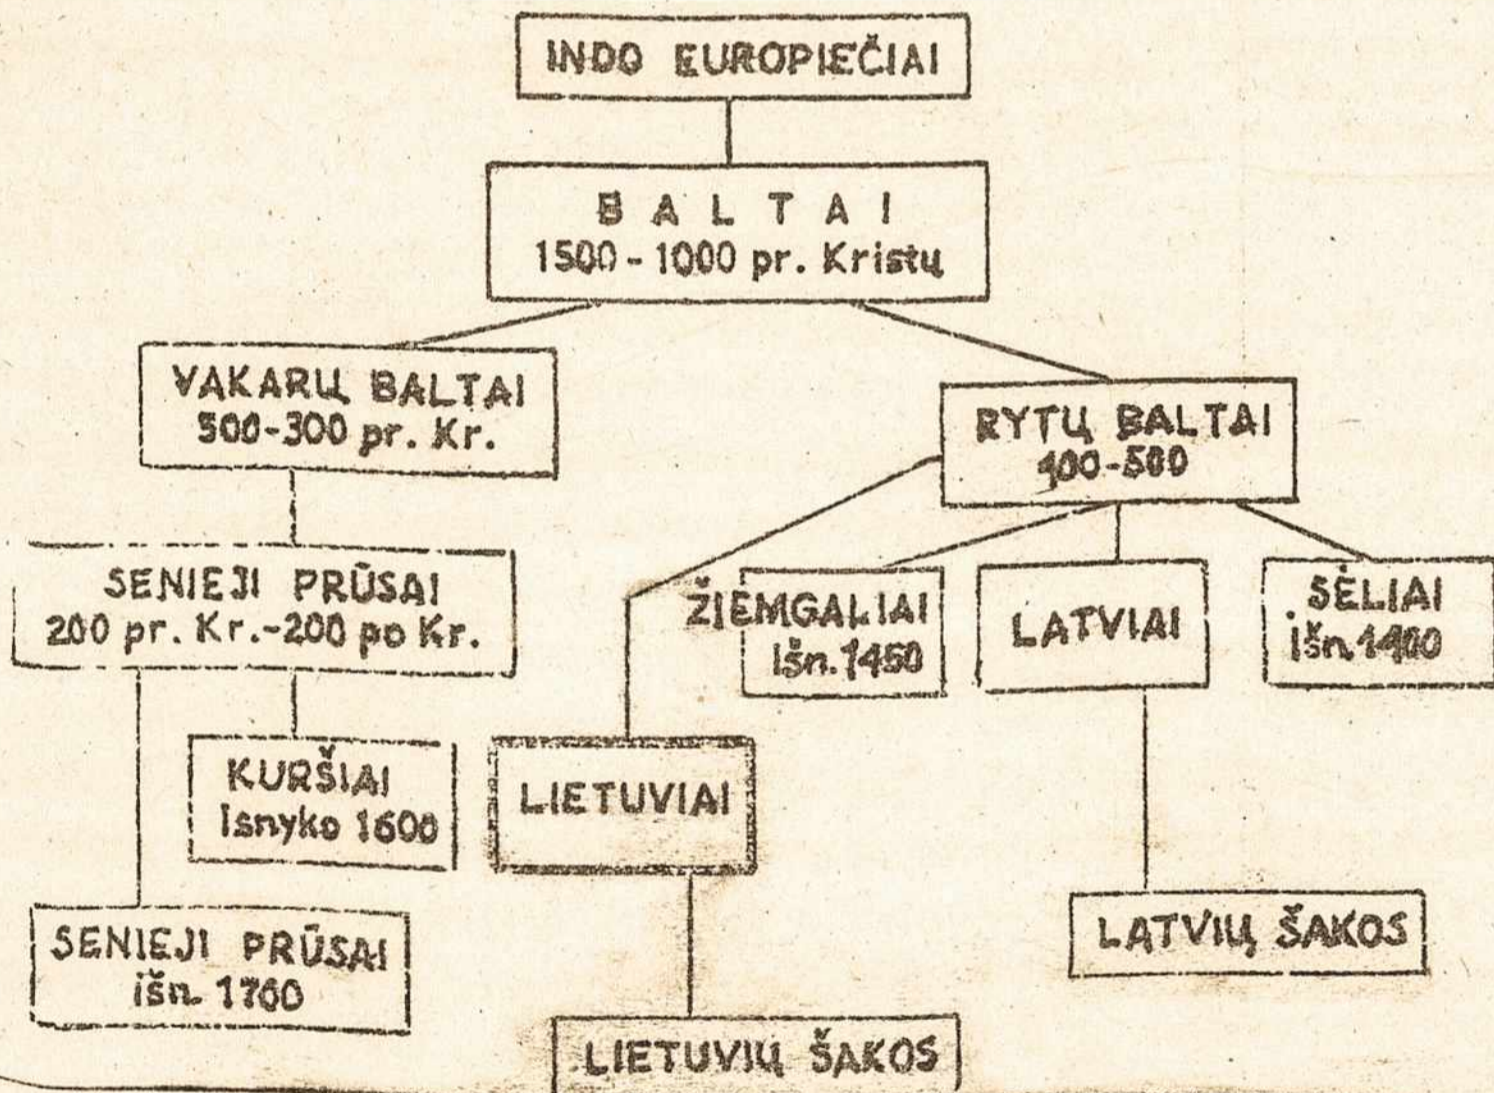 INDO EUROPIEČIAI
BALTAI
1500-1000 pr. Kristų
VAKARŲ BALTAI
500-300 pr. Kr.
RYTŲ BALTAI
400-500
SENIEJI PRŪSAI
200 pr. Kr.-200 po Kr.
ŽIEMGALIAI
išn. 1450
LATVIAI
SĖLIAI
išn. 1400
KURŠIAI
Isnyko 1600
LIETUVIAI
SENIEJI PRŪSAI
išn. 1700
LATVIŲ ŠAKOS
LIETUVIŲ ŠAKOS